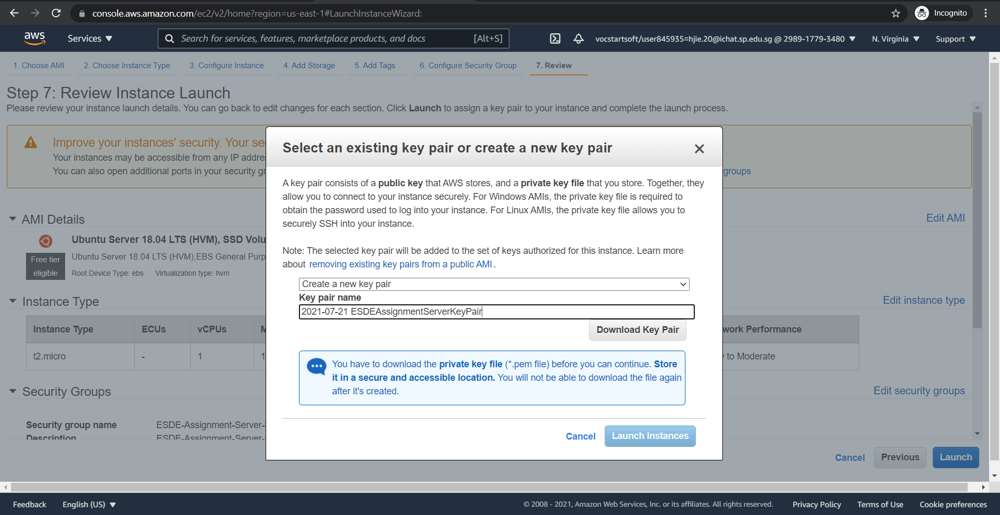 console.aws.amazon.com/ec2/v2/home?region=us-east-1#LaunchInstanceWizard:
Incognito
aws
Services
Search for services, features, marketplace products, and docs [Alt+S]
vocstartsoft/user845935=hjie.20@ichat.sp.edu.sg @ 2989-1779-3480
N. Virginia
Support
1. Choose AMI 2. Choose Instance Type 3. Configure Instance 4. Add Storage 5. Add Tags 6. Configure Security Group 7. Review
Step 7: Review Instance Launch
Please review your instance launch details. You can go back to edit changes for each section. Click Launch to assign a key pair to your instance and complete the launch process.
Improve your instances' security. Your se
Your instances may be accessible from any IP addre
You can also open additional ports in your security gr
groups
AMI Details
Edit AMI
Ubuntu Server 18.04 LTS (HVM), SSD Volu
Free tier eligible
Ubuntu Server 18.04 LTS (HVM),EBS General Purp
Root Device Type: ebs Virtualization type: hvm
Instance Type
Edit instance type
Instance Type ECUs vCPUs M
work Performance
t2.micro - 1 1
to Moderate
Security Groups
Edit security groups
Security group name ESDE-Assignment-Server-
Description ESDE-Assignment-Server-
Cancel Previous Launch
Select an existing key pair or create a new key pair
A key pair consists of a public key that AWS stores, and a private key file that you store. Together, they
allow you to connect to your instance securely. For Windows AMIs, the private key file is required to
obtain the password used to log into your instance. For Linux AMIs, the private key file allows you to
securely SSH into your instance.
Note: The selected key pair will be added to the set of keys authorized for this instance. Learn more
about removing existing key pairs from a public AMI .
Create a new key pair
Key pair name
2021-07-21 ESDEAssignmentServerKeyPair
Download Key Pair
You have to download the private key file (*.pem file) before you can continue. Store
it in a secure and accessible location. You will not be able to download the file again
after it's created.
Cancel Launch Instances
Feedback English (US)
© 2008 - 2021, Amazon Web Services, Inc. or its affiliates. All rights reserved. Privacy Policy Terms of Use Cookie preferences